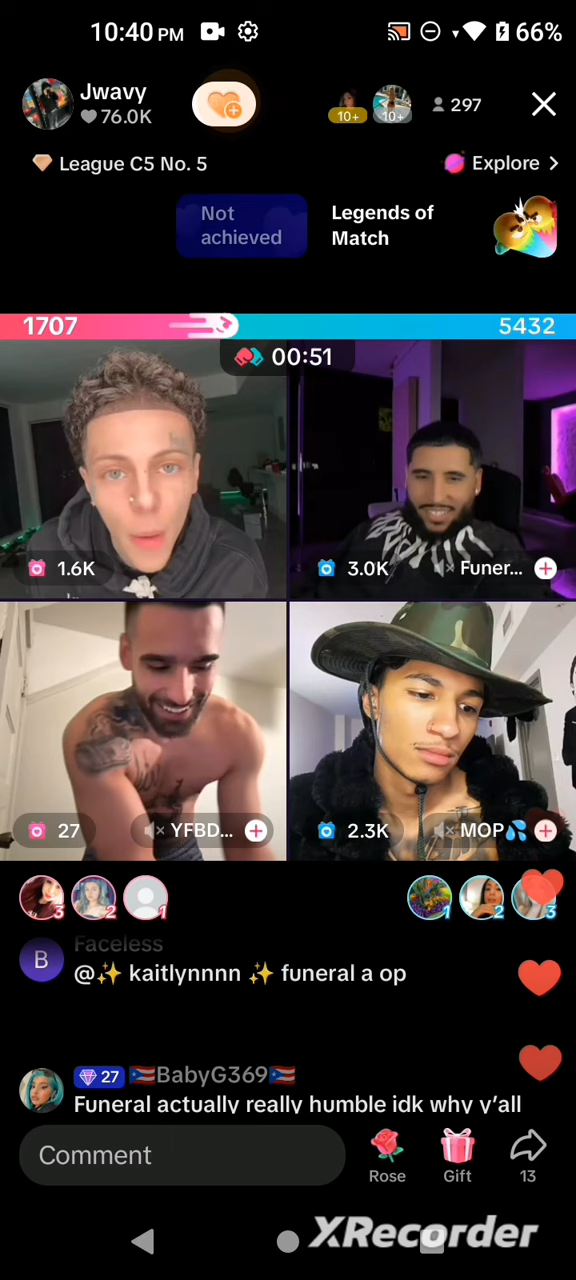 10:40 PM
66%
Jwavy
76.0K
10+
10+
297
League C5 No. 5
Explore >
Not
achieved
Legends of
Match
1707
5432
00:51
1.6K
3.0K
Funer...
27
YFBD...
2.3K
MOP💦
3
2
1
1
2
3
Faceless
B
@✨ kaitlynnnn ✨ funeral a op
27 🇵🇷BabyG369🇵🇷
Funeral actually really humble idk why y'all
Comment
Rose
Gift
13
XRecorder